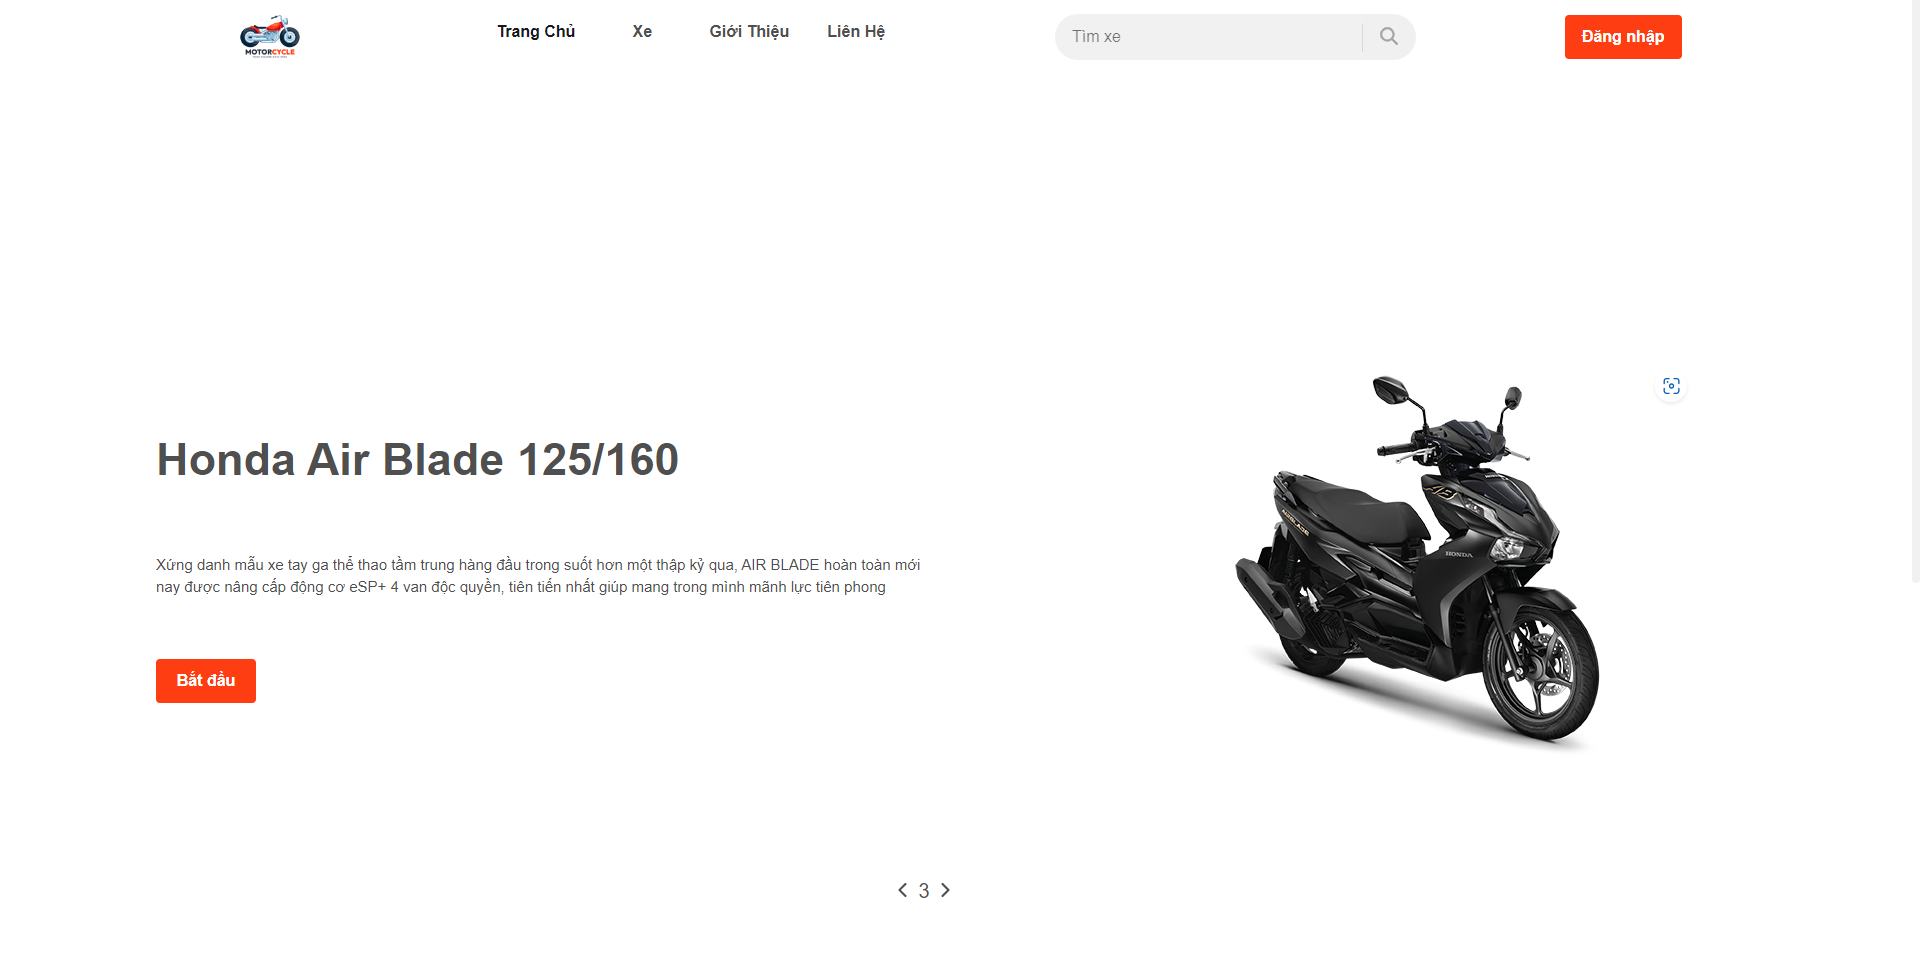 MOTORCYCLE
Trang Chủ
Xe
Giới Thiệu
Liên Hệ
Tìm xe
Đăng nhập
Honda Air Blade 125/160
Xứng danh mẫu xe tay ga thể thao tầm trung hàng đầu trong suốt hơn một thập kỷ qua, AIR BLADE hoàn toàn mới
nay được nâng cấp động cơ eSP+ 4 van độc quyền, tiên tiến nhất giúp mang trong mình mãnh lực tiên phong
Bắt đầu
AB
AIRBLADE
HONDA
3